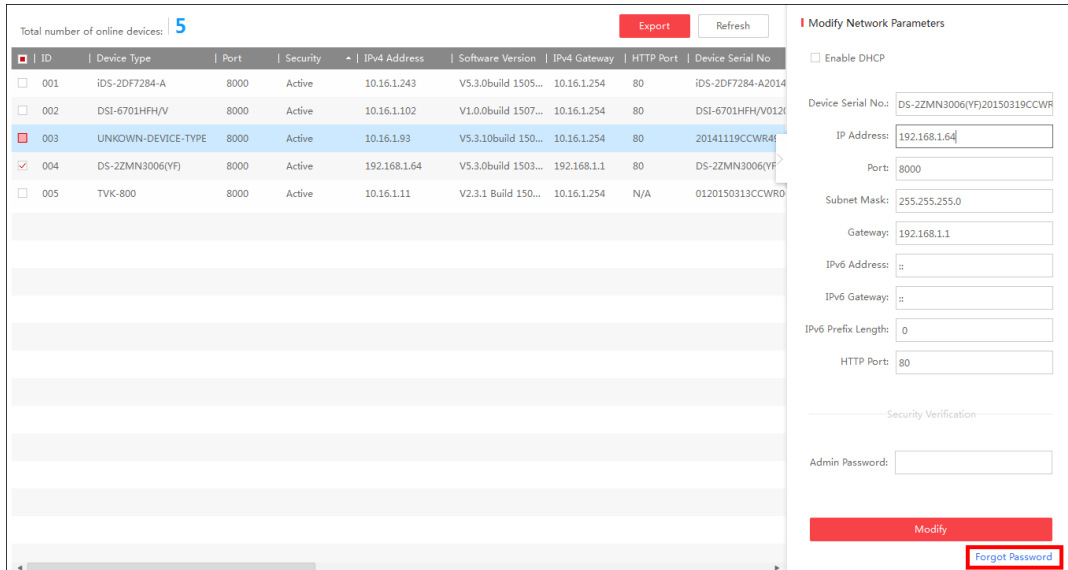 Total number of online devices: 5
Export
Refresh
ID | Device Type | Port | Security | IPv4 Address | Software Version | IPv4 Gateway | HTTP Port | Device Serial No
001 iDS-2DF7284-A 8000 Active 10.16.1.243 V5.3.0build 1505... 10.16.1.254 80 iDS-2DF7284-A2014
002 DSI-6701HFH/V 8000 Active 10.16.1.102 V1.0.0build 1507... 10.16.1.254 80 DSI-6701HFH/V0120
003 UNKOWN-DEVICE-TYPE 8000 Active 10.16.1.93 V5.3.10build 150... 10.16.1.254 80 20141119CCWR49
004 DS-2ZMN3006(YF) 8000 Active 192.168.1.64 V5.3.0build 1503... 192.168.1.1 80 DS-2ZMN3006(YF
005 TVK-800 8000 Active 10.16.1.11 V2.3.1 Build 150... 10.16.1.254 N/A 0120150313CCWR0
Modify Network Parameters
Enable DHCP
Device Serial No.: DS-2ZMN3006(YF)20150319CCWR
IP Address: 192.168.1.64
Port: 8000
Subnet Mask: 255.255.255.0
Gateway: 192.168.1.1
IPv6 Address: ::
IPv6 Gateway: ::
IPv6 Prefix Length: 0
HTTP Port: 80
Security Verification
Admin Password:
Modify
Forgot Password